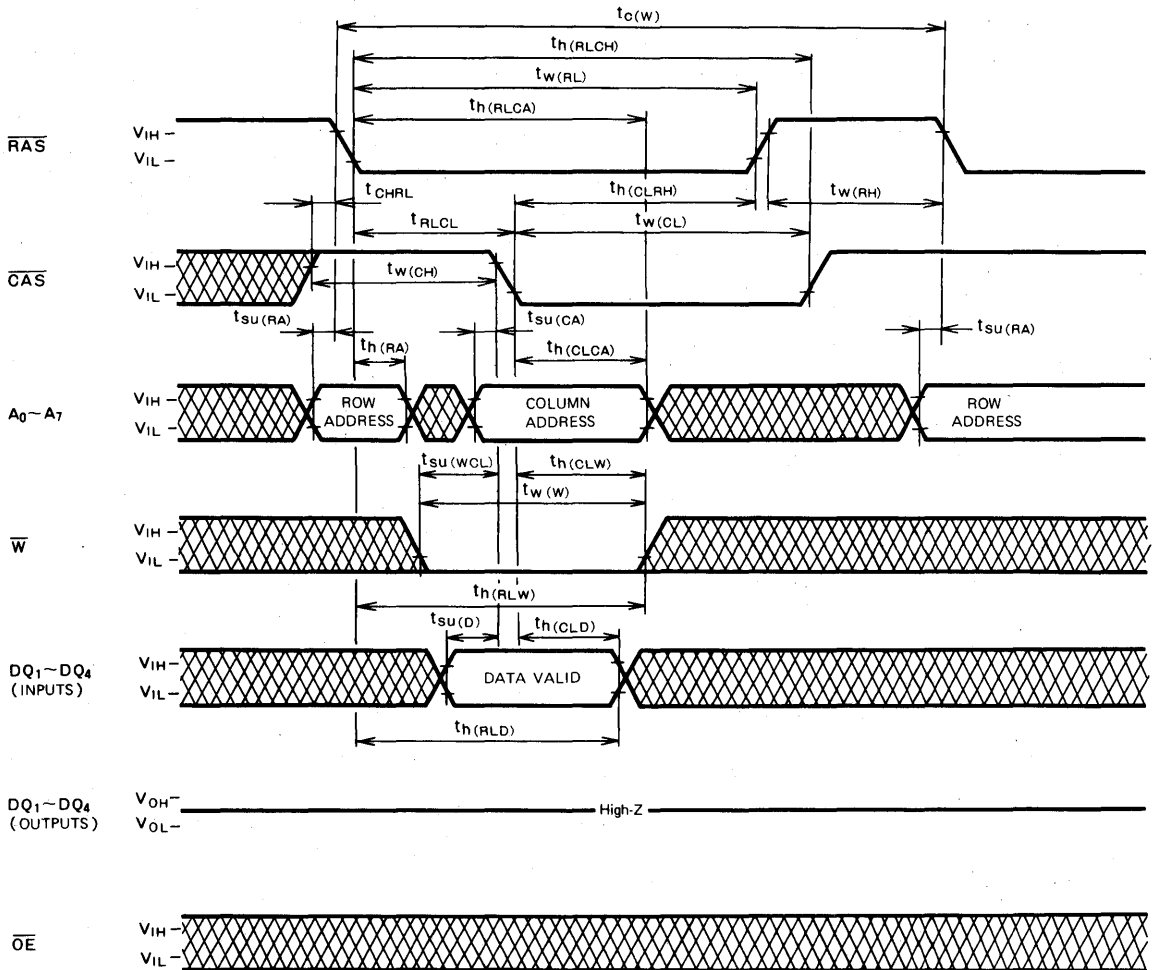 tc(W)
th(RLCH)
tw(RL)
th(RLCA)
RAS
VIH
VIL
tCHRL
th(CLRH)
tw(RH)
tRLCL
tw(CL)
CAS
VIH
VIL
tw(CH)
tsu(RA)
tsu(CA)
tsu(RA)
th(RA)
th(CLCA)
A0~A7
VIH
VIL
ROW ADDRESS
COLUMN ADDRESS
ROW ADDRESS
tsu(WCL)
th(CLW)
tw(W)
W
VIH
VIL
th(RLW)
tsu(D)
th(CLD)
DQ1~DQ4
(INPUTS)
VIH
VIL
DATA VALID
th(RLD)
DQ1~DQ4
(OUTPUTS)
VOH
VOL
High-Z
OE
VIH
VIL